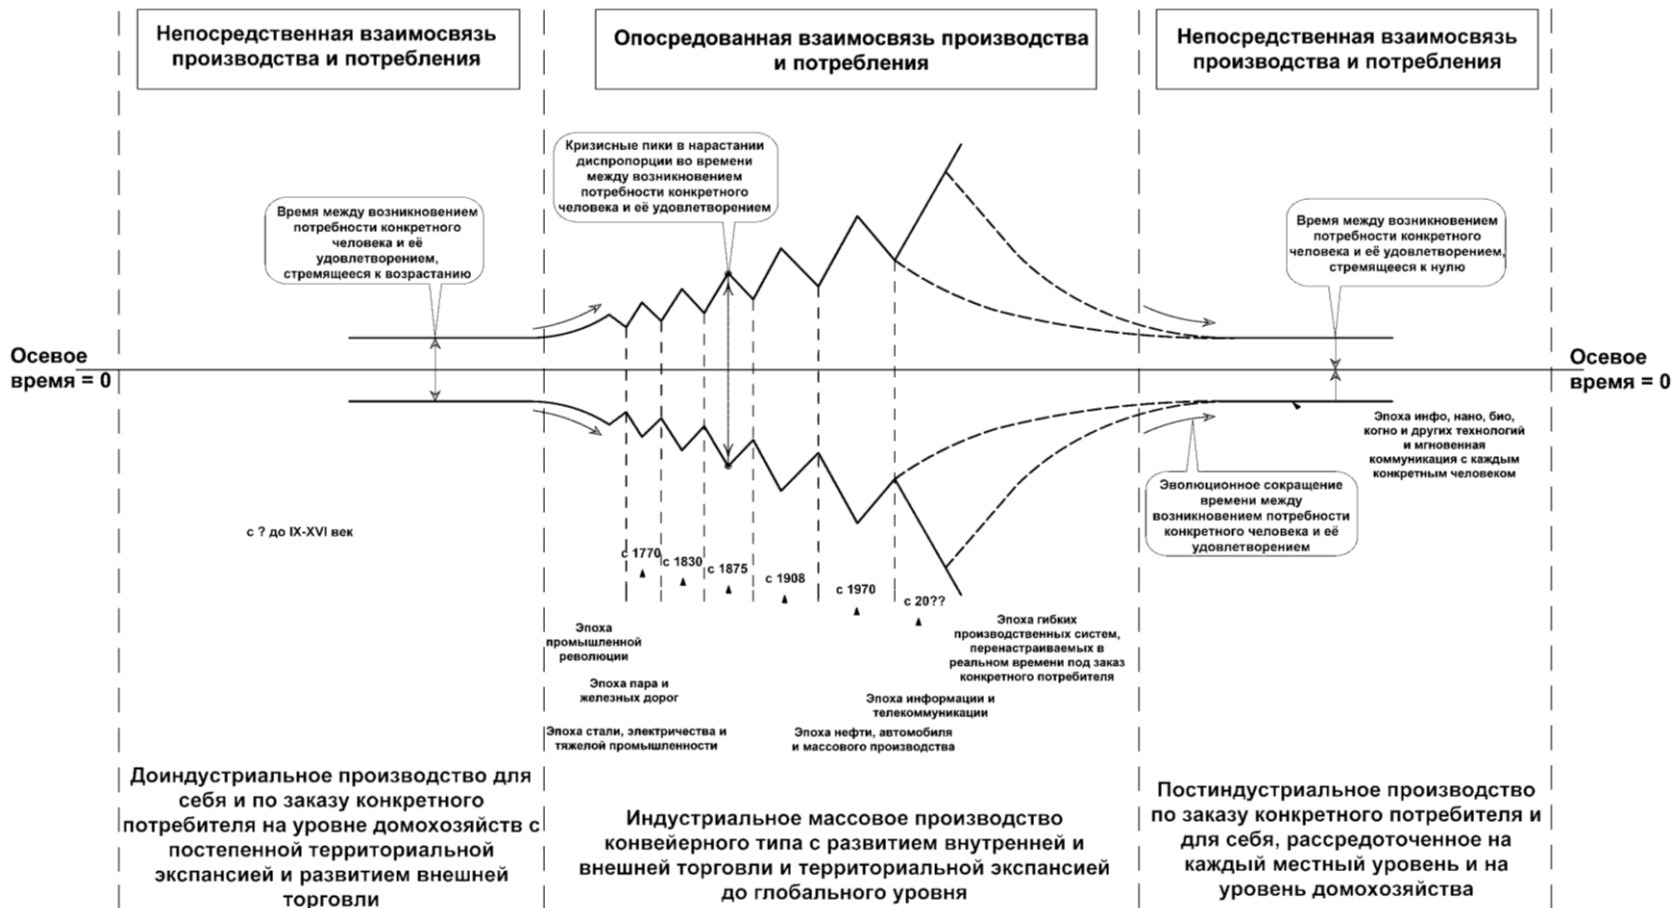 Непосредственная взаимосвязь
производства и потребления
Опосредованная взаимосвязь производства
и потребления
Непосредственная взаимосвязь
производства и потребления
Кризисные пики в нарастании
диспропорции во времени
между возникновением
потребности конкретного
человека и её удовлетворением
Время между возникновением
потребности конкретного
человека и её
удовлетворением,
стремящееся к возрастанию
Время между возникновением
потребности конкретного
человека и её удовлетворением,
стремящееся к нулю
Осевое
время = 0
Осевое
время = 0
Эпоха инфо, нано, био,
когно и других технологий
и мгновенная
коммуникация с каждым
конкретным человеком
Эволюционное сокращение
времени между
возникновением потребности
конкретного человека и её
удовлетворением
с ? до IX-XVI век
с 1770
с 1830
с 1875
с 1908
с 1970
с 20??
Эпоха
промышленной
революции
Эпоха пара и
железных дорог
Эпоха стали, электричества и
тяжелой промышленности
Эпоха нефти, автомобиля
и массового производства
Эпоха информации и
телекоммуникации
Эпоха гибких
производственных систем,
перенастраиваемых в
реальном времени под заказ
конкретного потребителя
Доиндустриальное производство для
себя и по заказу конкретного
потребителя на уровне домохозяйств с
постепенной территориальной
экспансией и развитием внешней
торговли
Индустриальное массовое производство
конвейерного типа с развитием внутренней и
внешней торговли и территориальной экспансией
до глобального уровня
Постиндустриальное производство
по заказу конкретного потребителя и
для себя, рассредоточенное на
каждый местный уровень и на
уровень домохозяйства